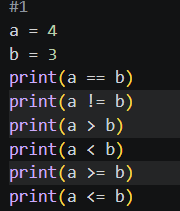 #1
a = 4
b = 3
print(a == b)
print(a != b)
print(a > b)
print(a < b)
print(a >= b)
print(a <= b)